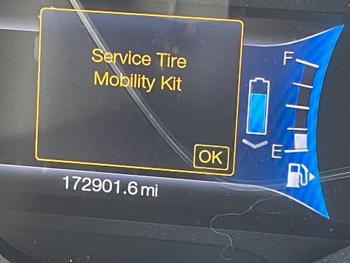 Service Tire
Mobility Kit
OK
F
E
172901.6 mi